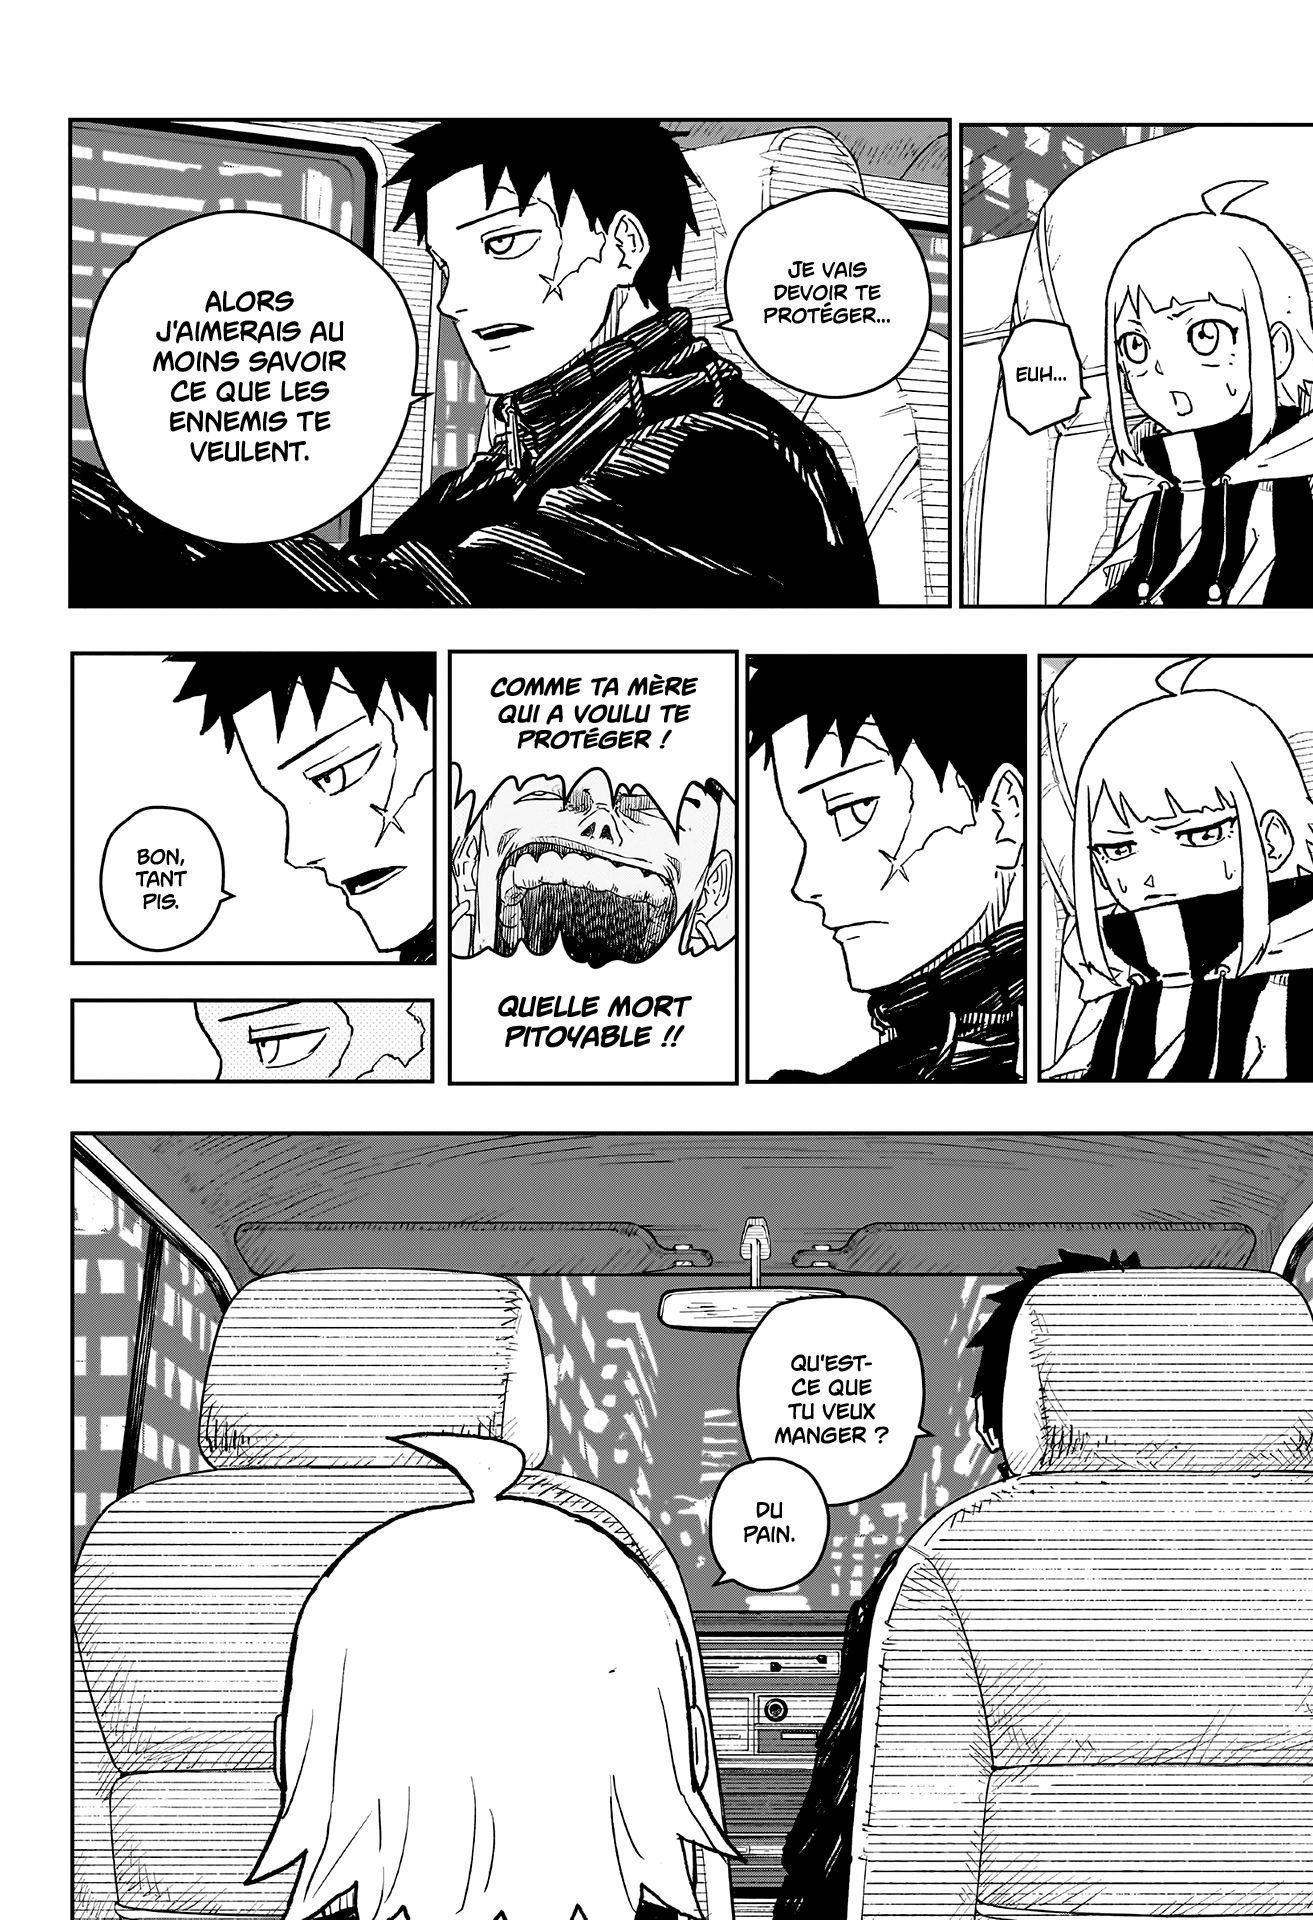 EUH...
JE VAIS
DEVOIR TE
PROTÉGER...
ALORS
J'AIMERAIS AU
MOINS SAVOIR
CE QUE LES
ENNEMIS TE
VEULENT.
COMME TA MÈRE
QUI A VOULU TE
PROTÉGER !
QUELLE MORT
PITOYABLE !!
BON,
TANT
PIS.
QU'EST-
CE QUE
TU VEUX
MANGER ?
DU
PAIN.